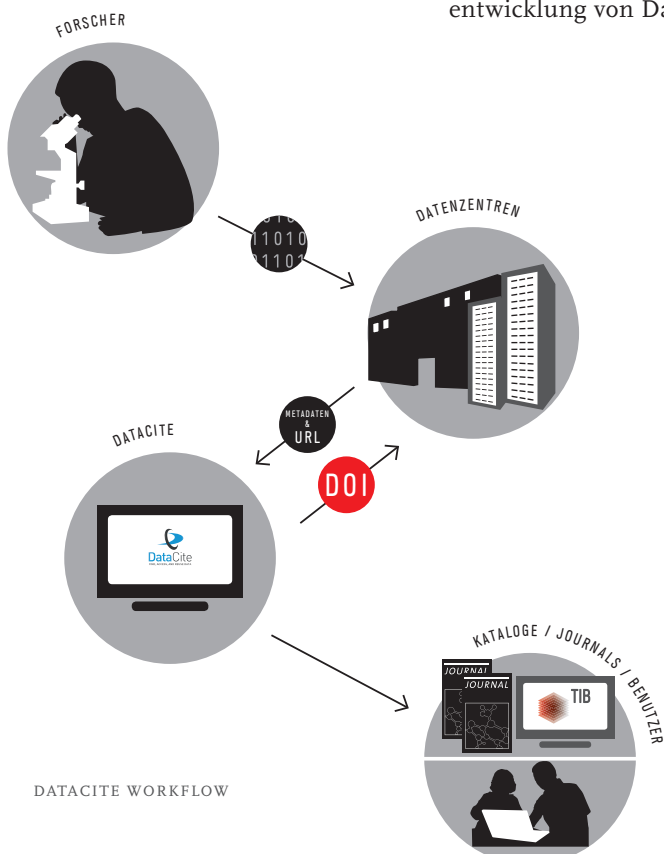 entwicklung von Da
FORSCHER
11010
DATENZENTREN
METADATEN
&
URL
DOI
DATACITE
DataCite
KATALOGE / JOURNALS / BENUTZER
JOURNAL
JOURNAL
TIB
DATACITE WORKFLOW